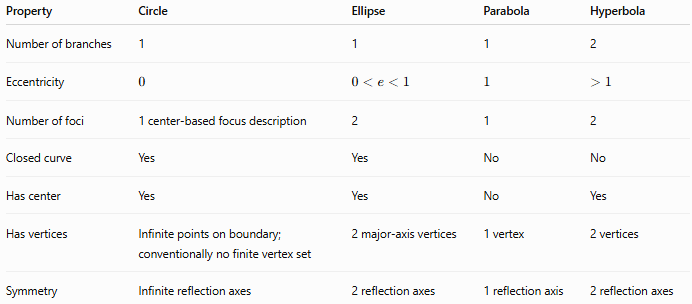 Property Circle Ellipse Parabola Hyperbola
Number of branches 1 1 1 2
Eccentricity 0 0 < e < 1 1 > 1
Number of foci 1 center-based focus description 2 1 2
Closed curve Yes Yes No No
Has center Yes Yes No Yes
Has vertices Infinite points on boundary; 2 major-axis vertices 1 vertex 2 vertices
conventionally no finite vertex set
Symmetry Infinite reflection axes 2 reflection axes 1 reflection axis 2 reflection axes